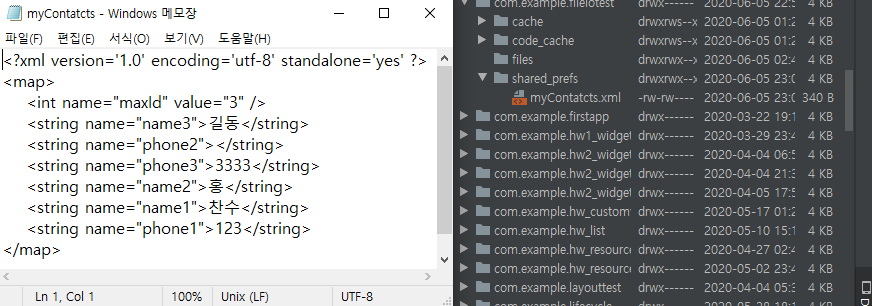 myContatcts - Windows 메모장
파일(F) 편집(E) 서식(O) 보기(V) 도움말(H)
<?xml version='1.0' encoding='utf-8' standalone='yes' ?>
<map>
<int name="maxId" value="3" />
<string name="name3">길동</string>
<string name="phone2"></string>
<string name="phone3">3333</string>
<string name="name2">홍</string>
<string name="name1">찬수</string>
<string name="phone1">123</string>
</map>
Ln 1, Col 1 100% Unix (LF) UTF-8
com.example.fileiotest drwx------ 2020-06-05 22:5 4 KB
cache drwxrws--x 2020-06-05 01:2 4 KB
code_cache drwxrws--x 2020-06-05 01:2 4 KB
files drwxrwx--x 2020-06-05 02:4 4 KB
shared_prefs drwxrwx--x 2020-06-05 23:0 4 KB
myContatcts.xml -rw-rw---- 2020-06-05 23:0 340 B
com.example.firstapp drwx------ 2020-03-22 19:1 4 KB
com.example.hw1_widget drwx------ 2020-03-29 23:4 4 KB
com.example.hw2_widget drwx------ 2020-04-04 06:5 4 KB
com.example.hw2_widget drwx------ 2020-04-04 21:3 4 KB
com.example.hw2_widget drwx------ 2020-04-05 17:5 4 KB
com.example.hw_custom drwx------ 2020-05-17 01:2 4 KB
com.example.hw_list drwx------ 2020-05-10 15:1 4 KB
com.example.hw_resource drwx------ 2020-04-27 02:4 4 KB
com.example.hw_resource drwx------ 2020-05-02 23:4 4 KB
com.example.layouttest drwx------ 2020-04-04 05:3 4 KB